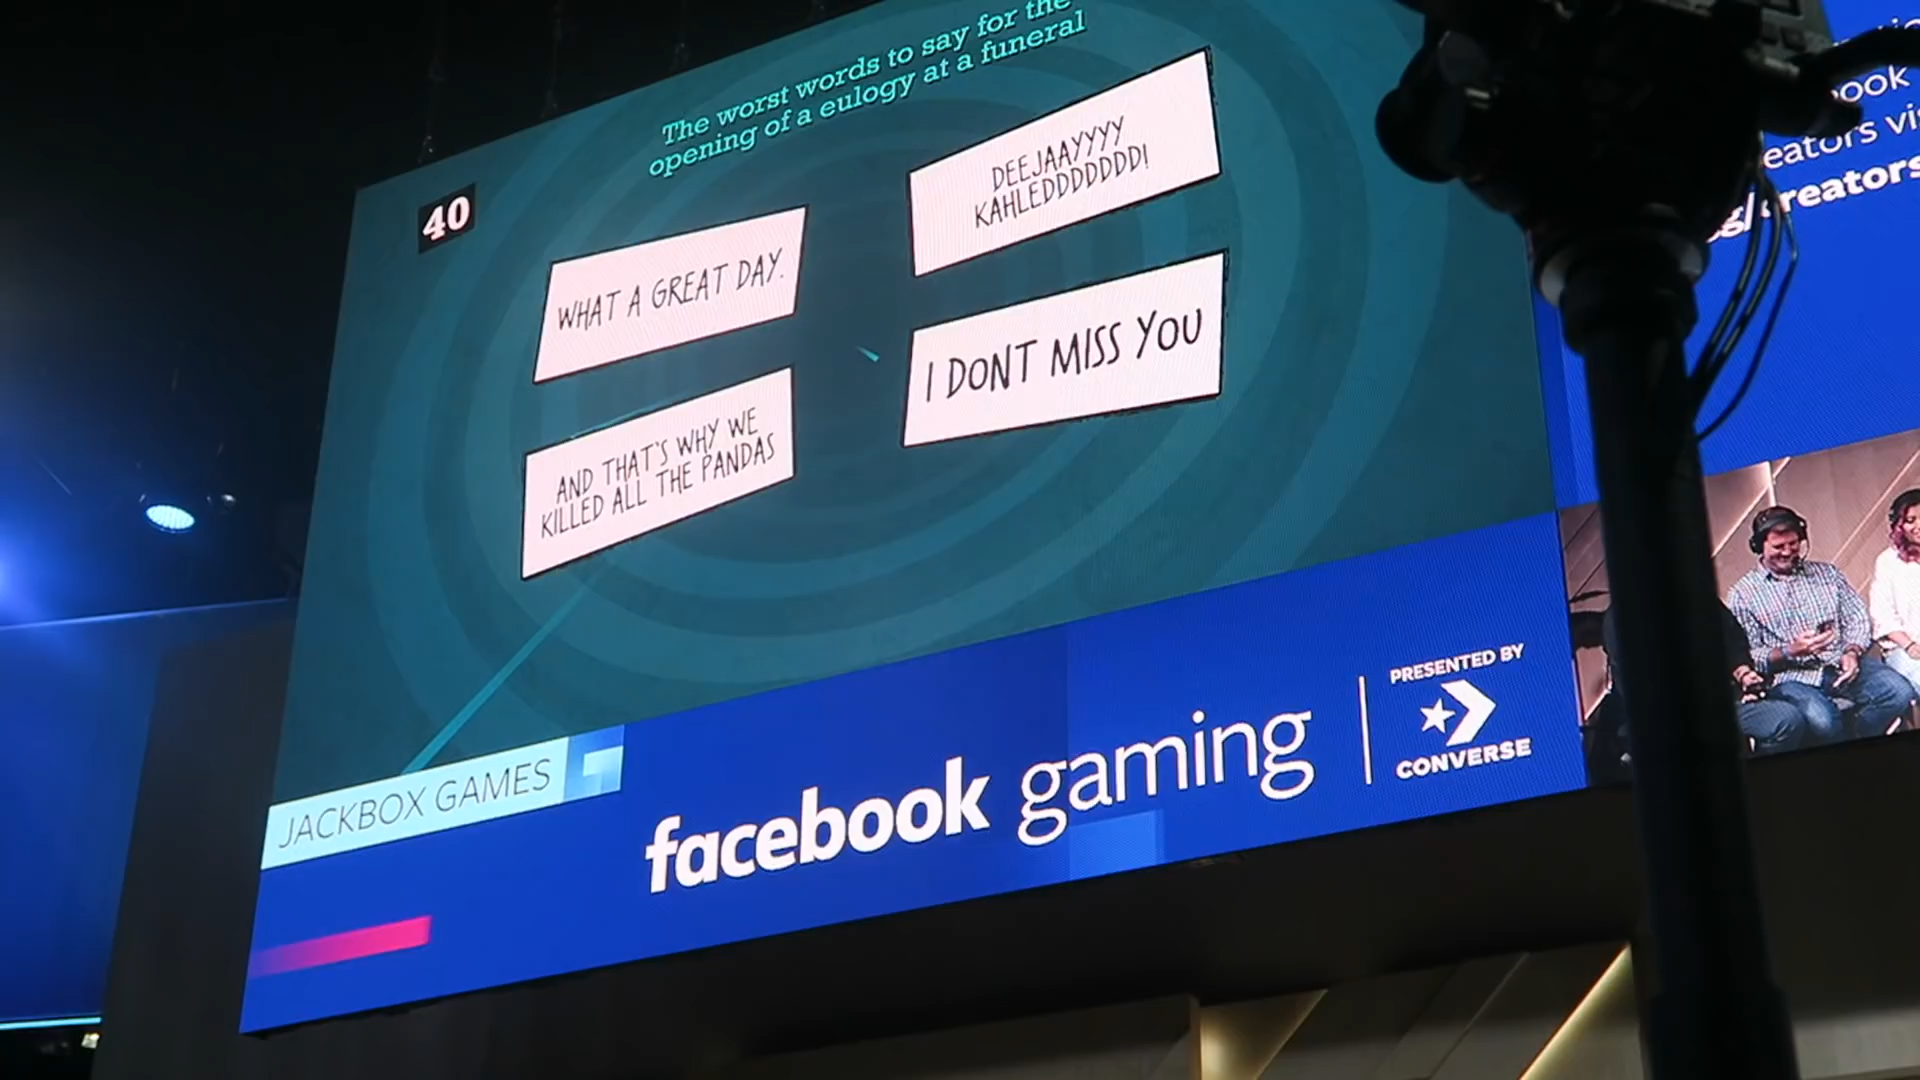 The worst words to say for the
opening of a eulogy at a funeral
40
WHAT A GREAT DAY.
DEEJAAYYYY
KAHLEDDDDDDD!
AND THAT'S WHY WE
KILLED ALL THE PANDAS
I DONT MISS YOU
JACKBOX GAMES
facebook gaming
PRESENTED BY
CONVERSE